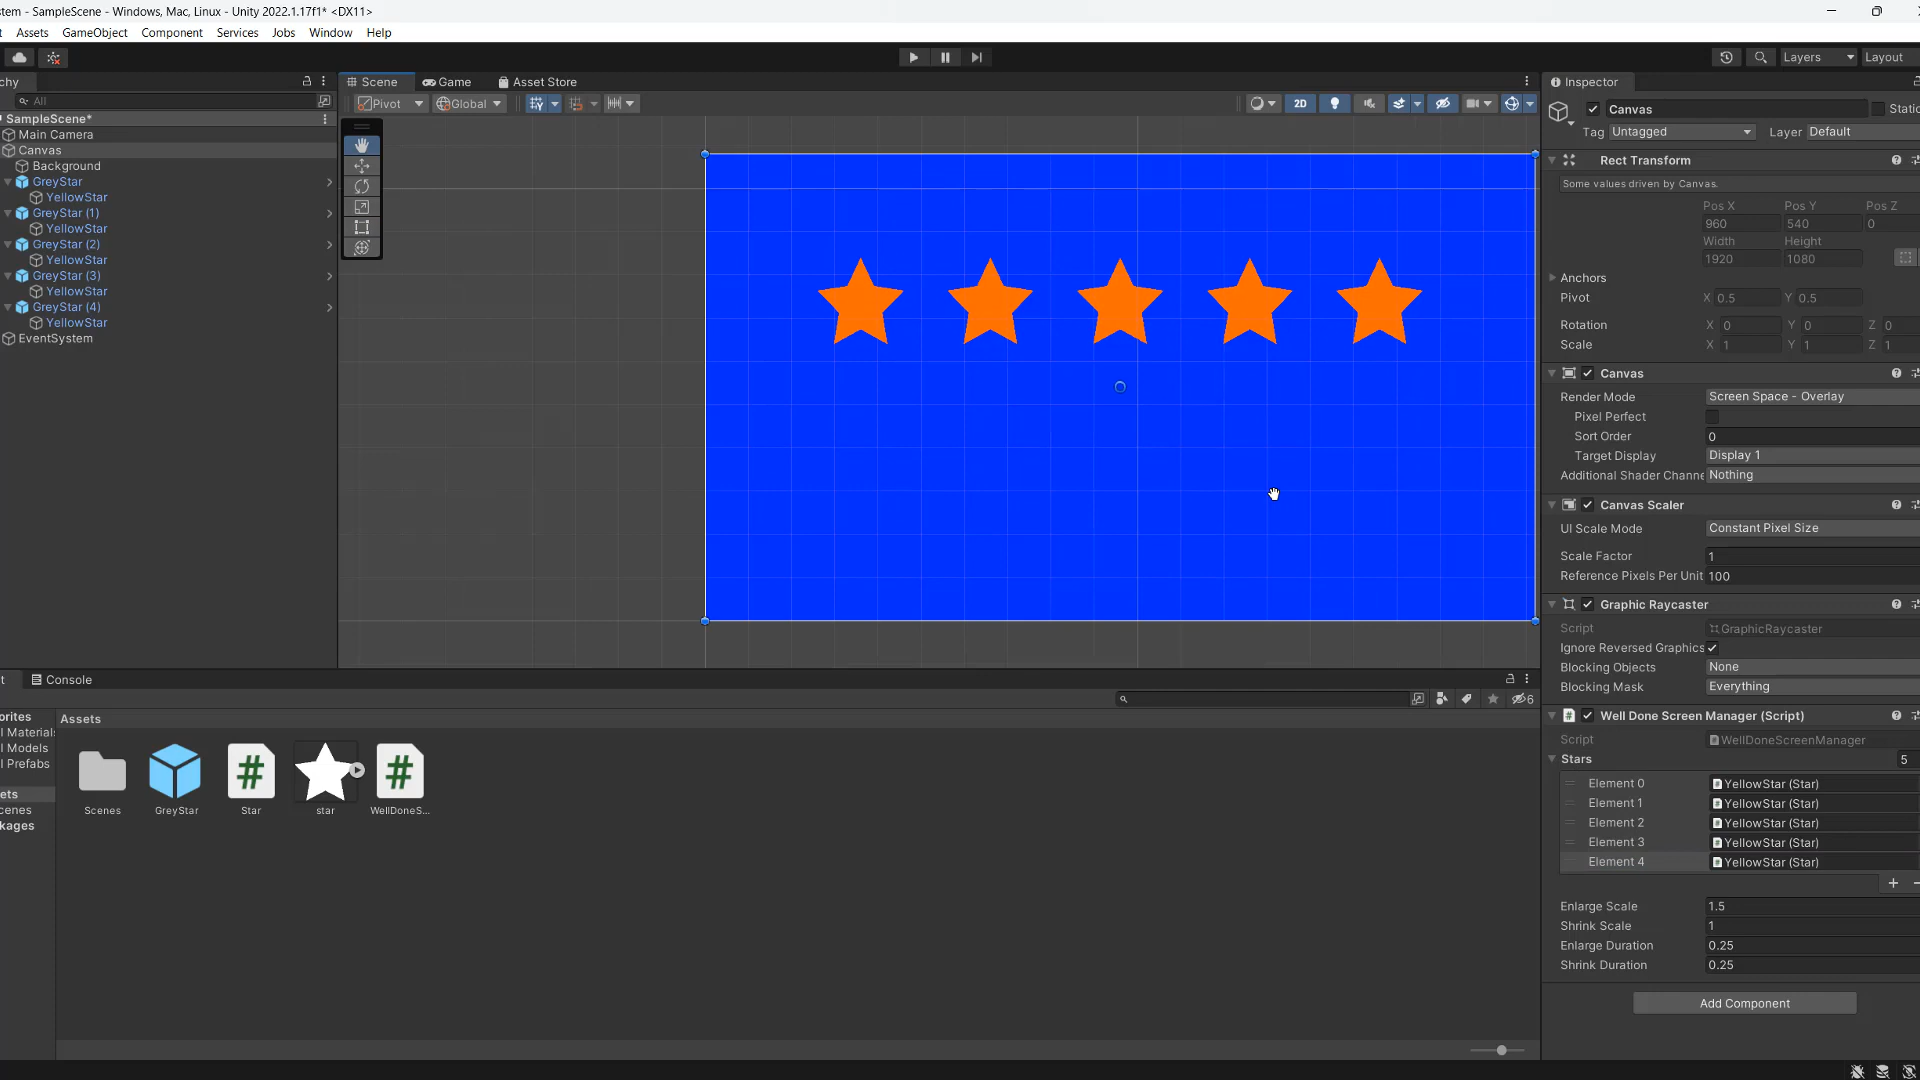 tem - SampleScene - Windows, Mac, Linux - Unity 2022.1.17f1* <DX11>
t Assets GameObject Component Services Jobs Window Help
Layers Layout
chy
All
SampleScene*
Main Camera
Canvas
Background
GreyStar
YellowStar
GreyStar (1)
YellowStar
GreyStar (2)
YellowStar
GreyStar (3)
YellowStar
GreyStar (4)
YellowStar
EventSystem
Scene Game Asset Store
Pivot Global
2D
Inspector
Canvas Static
Tag Untagged Layer Default
Rect Transform
Some values driven by Canvas.
Pos X Pos Y Pos Z
960 540 0
Width Height
1920 1080
Anchors
Pivot X 0.5 Y 0.5
Rotation X 0 Y 0 Z 0
Scale X 1 Y 1 Z 1
Canvas
Render Mode Screen Space - Overlay
Pixel Perfect
Sort Order 0
Target Display Display 1
Additional Shader Channe Nothing
Canvas Scaler
UI Scale Mode Constant Pixel Size
Scale Factor 1
Reference Pixels Per Unit 100
Graphic Raycaster
Script GraphicRaycaster
Ignore Reversed Graphics
Blocking Objects None
Blocking Mask Everything
Well Done Screen Manager (Script)
Script WellDoneScreenManager
Stars 5
Element 0 YellowStar (Star)
Element 1 YellowStar (Star)
Element 2 YellowStar (Star)
Element 3 YellowStar (Star)
Element 4 YellowStar (Star)
Enlarge Scale 1.5
Shrink Scale 1
Enlarge Duration 0.25
Shrink Duration 0.25
Add Component
t Console
6
orites
l Materials
l Models
l Prefabs
ets
cenes
kages
Assets
Scenes GreyStar Star star WellDoneS...